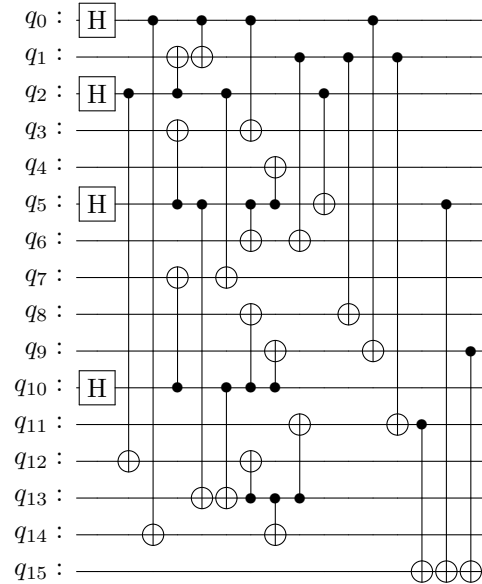 q0 : H
q1 :
q2 : H
q3 :
q4 :
q5 : H
q6 :
q7 :
q8 :
q9 :
q10 : H
q11 :
q12 :
q13 :
q14 :
q15 :